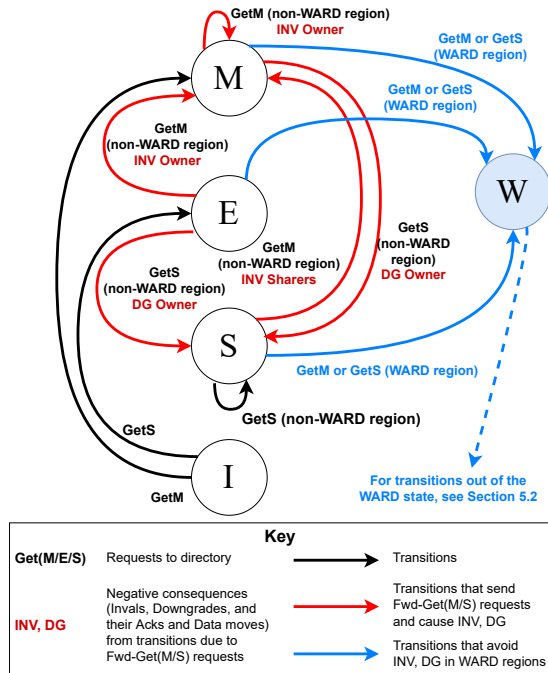 GetM (non-WARD region)
INV Owner
GetM or GetS
(WARD region)
GetM or GetS
(WARD region)
M
GetM
(non-WARD region)
INV Owner
W
E
GetM
(non-WARD region)
INV Sharers
GetS
(non-WARD
region)
DG Owner
GetS
(non-WARD region)
DG Owner
S
GetM or GetS (WARD region)
GetS (non-WARD region)
GetS
I
GetM
For transitions out of the
WARD state, see Section 5.2
Key
Get(M/E/S)
Requests to directory
Transitions
INV, DG
Negative consequences
(Invals, Downgrades, and
their Acks and Data moves)
from transitions due to
Fwd-Get(M/S) requests
Transitions that send
Fwd-Get(M/S) requests
and cause INV, DG
Transitions that avoid
INV, DG in WARD regions